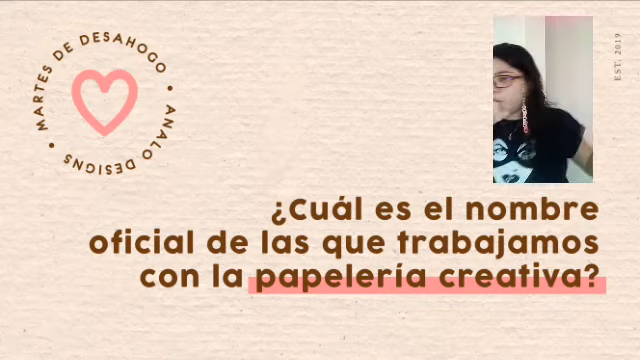 MARTES DE DESAHOGO • ANALO DESIGNS •
EST. 2019
¿Cuál es el nombre
oficial de las que trabajamos
con la papelería creativa?